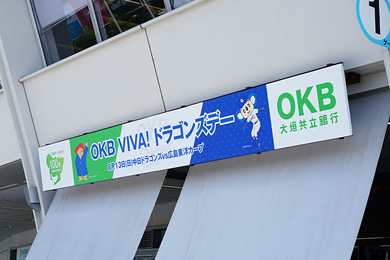 1
OKB VIVA! ドラゴンズデー
8月13日(日)中日ドラゴンズvs広島東洋カープ
OKB
大垣共立銀行